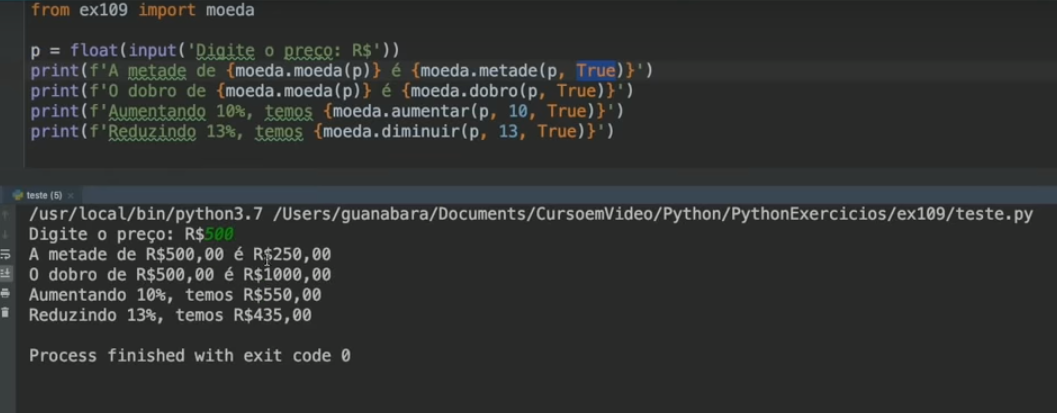 from ex109 import moeda
p = float(input('Digite o preço: R$'))
print(f'A metade de {moeda.moeda(p)} é {moeda.metade(p, True)}')
print(f'O dobro de {moeda.moeda(p)} é {moeda.dobro(p, True)}')
print(f'Aumentando 10%, temos {moeda.aumentar(p, 10, True)}')
print(f'Reduzindo 13%, temos {moeda.diminuir(p, 13, True)}')
teste (5) ×
/usr/local/bin/python3.7 /Users/guanabara/Documents/CursoemVideo/Python/PythonExercicios/ex109/teste.py
Digite o preço: R$500
A metade de R$500,00 é R$250,00
O dobro de R$500,00 é R$1000,00
Aumentando 10%, temos R$550,00
Reduzindo 13%, temos R$435,00
Process finished with exit code 0